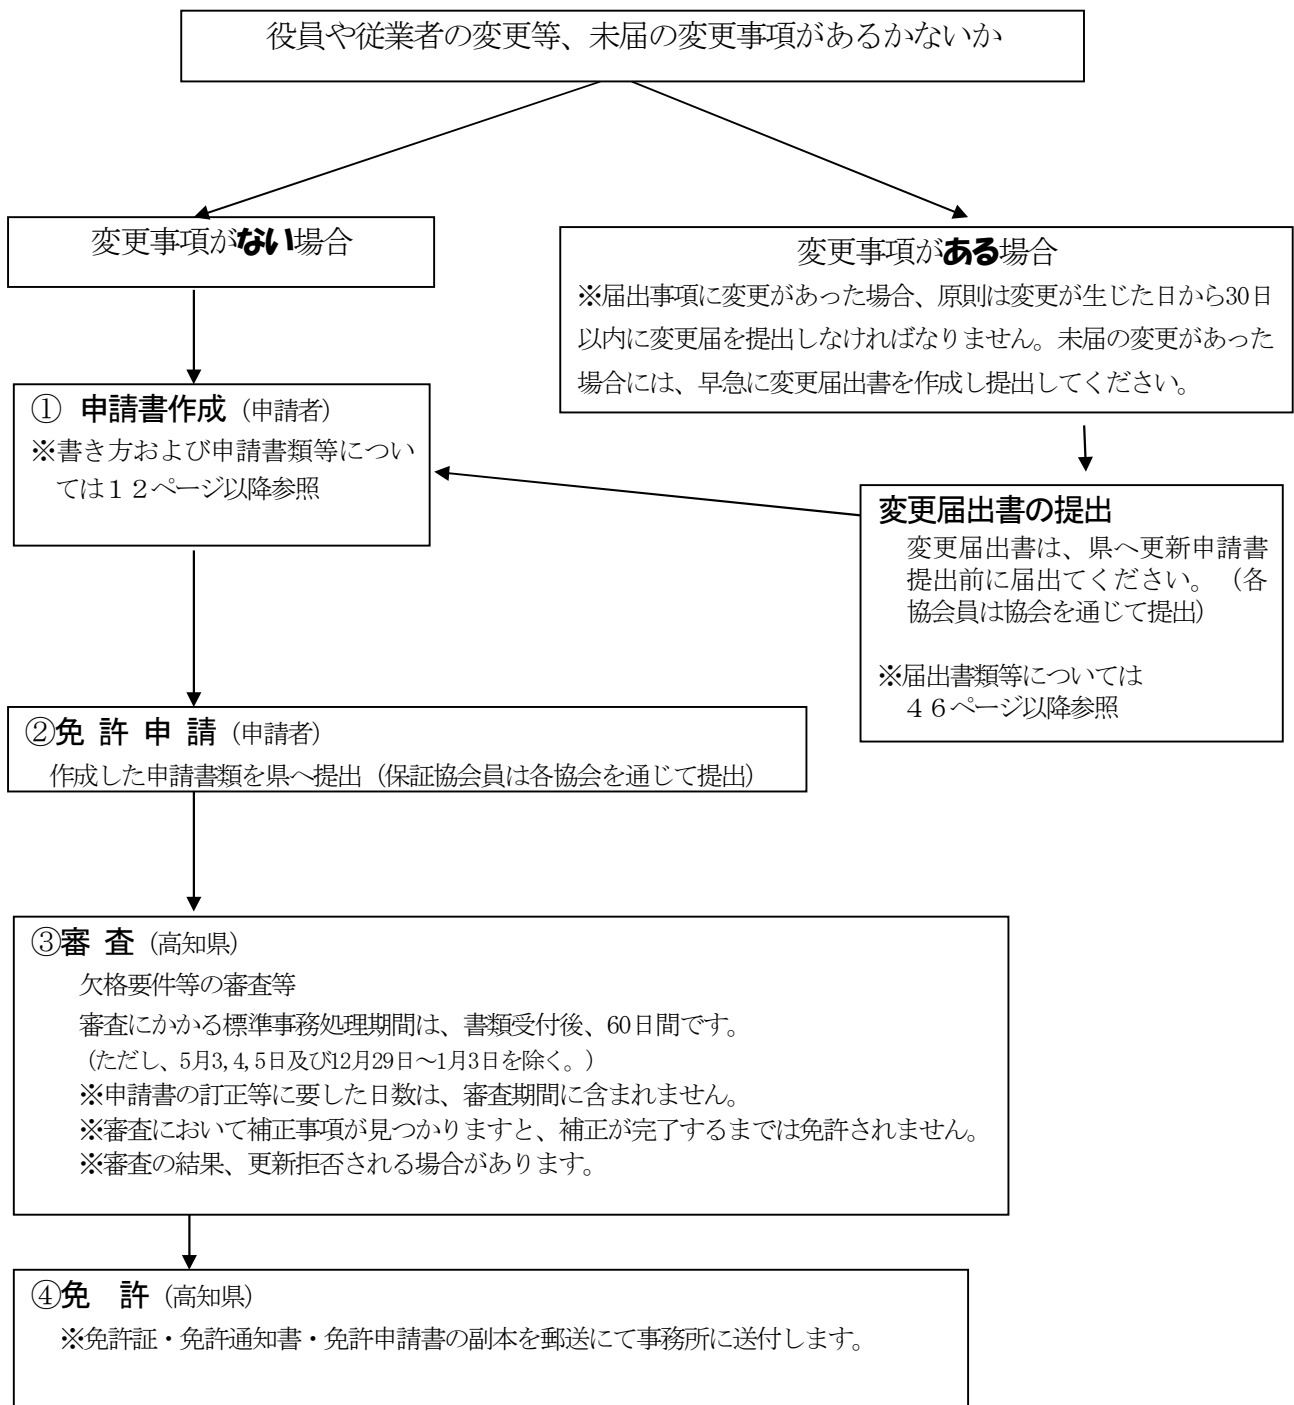 役員や従業者の変更等、未届の変更事項があるかないか
変更事項がない場合
変更事項がある場合
※届出事項に変更があった場合、原則は変更が生じた日から30日
以内に変更届を提出しなければなりません。未届の変更があった
場合には、早急に変更届出書を作成し提出してください。
① 申請書作成（申請者）
※書き方および申請書類等につい
ては１２ページ以降参照
変更届出書の提出
変更届出書は、県へ更新申請書
提出前に届出てください。（各
協会員は協会を通じて提出）
※届出書類等については
４６ページ以降参照
②免 許 申 請（申請者）
作成した申請書類を県へ提出（保証協会員は各協会を通じて提出）
③審 査（高知県）
欠格要件等の審査等
審査にかかる標準事務処理期間は、書類受付後、60日間です。
（ただし、5月3,4,5日及び12月29日～1月3日を除く。）
※申請書の訂正等に要した日数は、審査期間に含まれません。
※審査において補正事項が見つかりますと、補正が完了するまでは免許されません。
※審査の結果、更新拒否される場合があります。
④免　許（高知県）
※免許証・免許通知書・免許申請書の副本を郵送にて事務所に送付します。